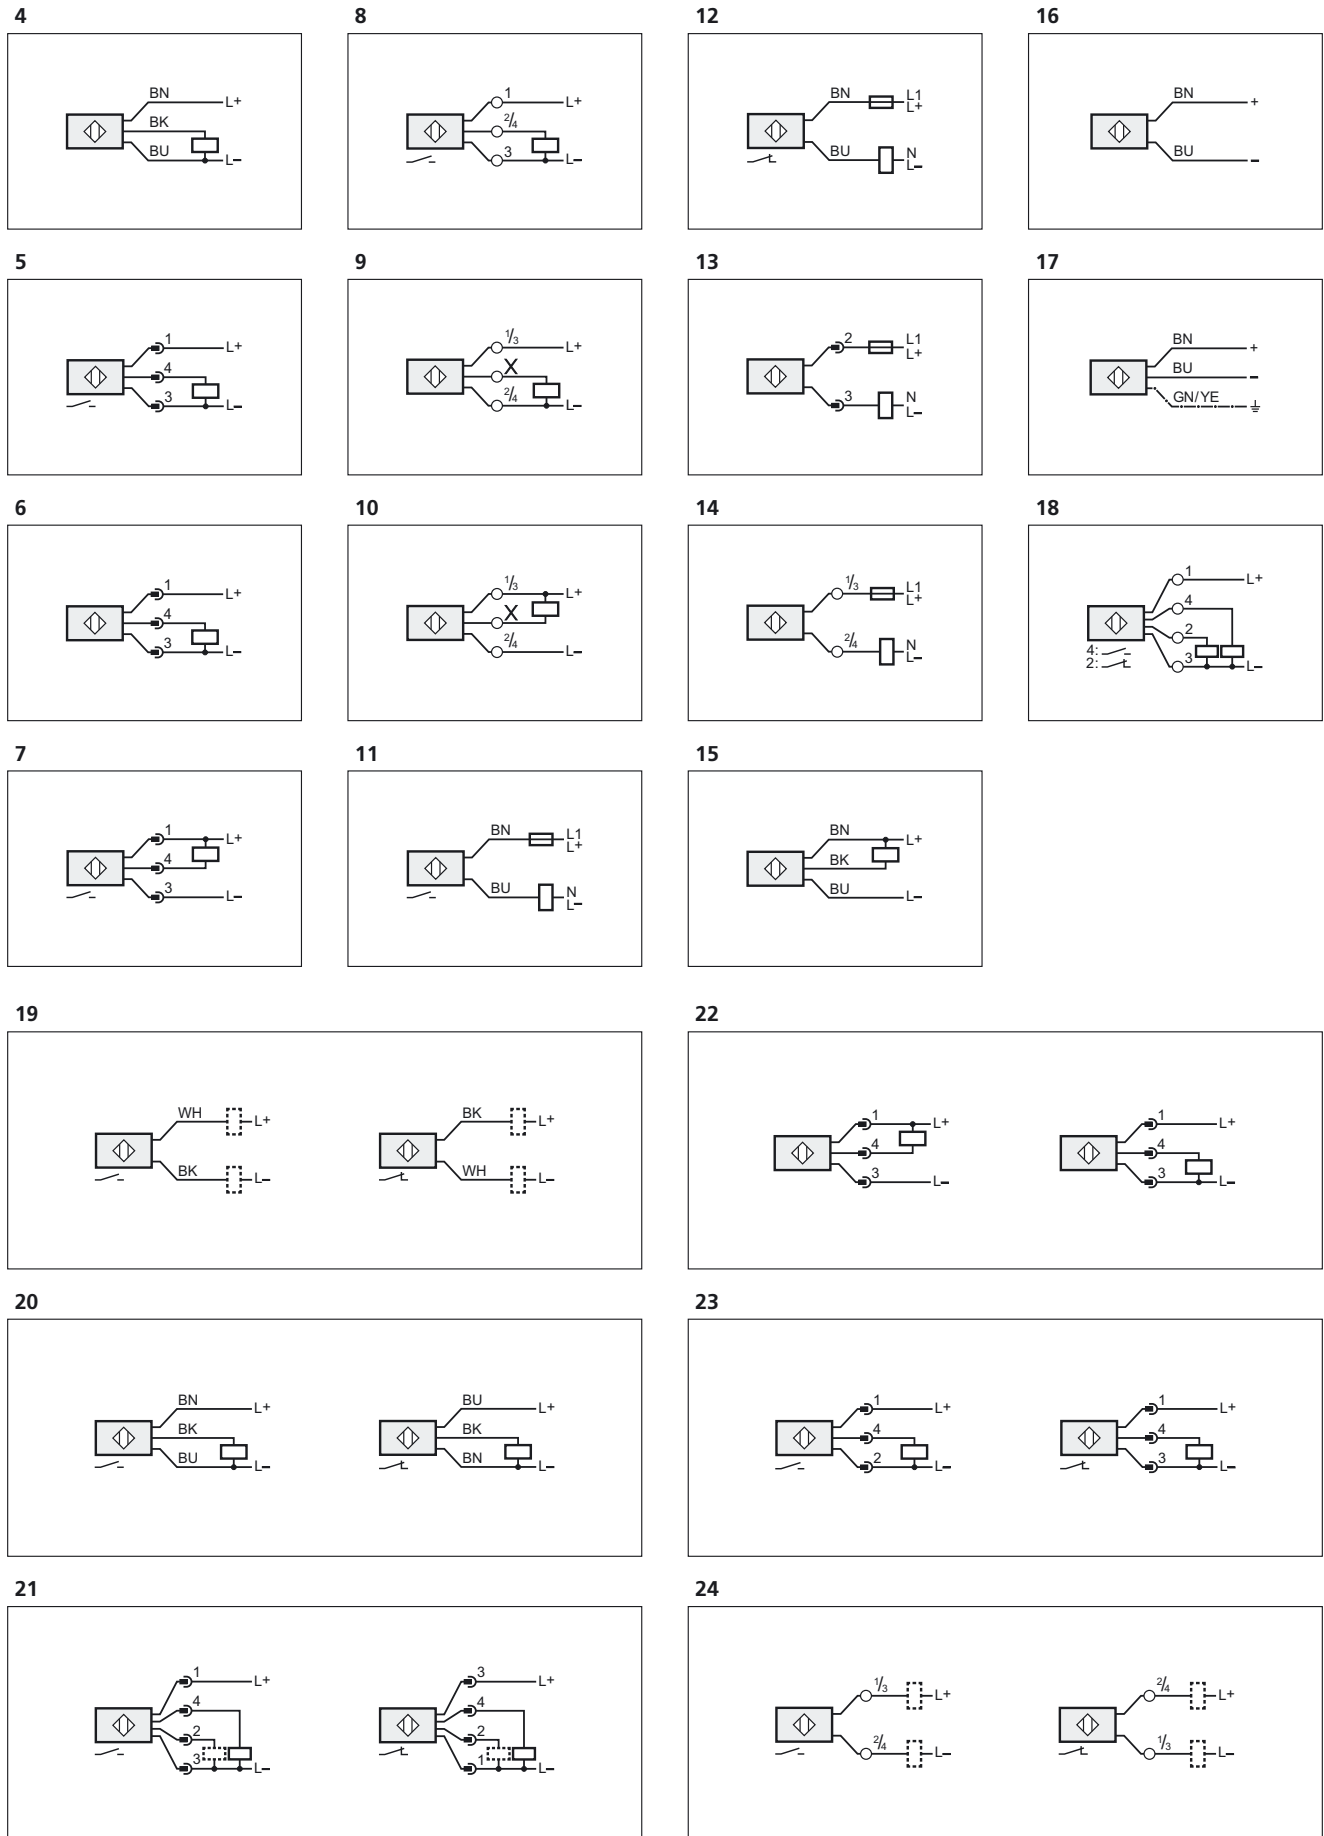 4
BN
L+
BK
BU
L–
8
1
L+
2/4
3
L–
12
BN
L1
L+
BU
N
L–
16
BN
+
BU
–
5
1
L+
4
3
L–
9
1/3
L+
X
2/4
L–
13
2
L1
L+
3
N
L–
17
BN
+
BU
–
GN/YE
6
1
L+
4
3
L–
10
1/3
L+
X
2/4
L–
14
1/3
L1
L+
2/4
N
L–
18
1
L+
4
2
4:
2:
3
L–
7
1
L+
4
3
L–
11
BN
L1
L+
BU
N
L–
15
BN
L+
BK
BU
L–
19
WH
L+
BK
L–
BK
L+
WH
L–
22
1
L+
4
3
L–
1
L+
4
3
L–
20
BN
L+
BK
BU
L–
BU
L+
BK
BN
L–
23
1
L+
4
2
L–
1
L+
4
3
L–
21
1
L+
4
2
3
L–
3
L+
4
2
1
L–
24
1/3
L+
2/4
L–
2/4
L+
1/3
L–